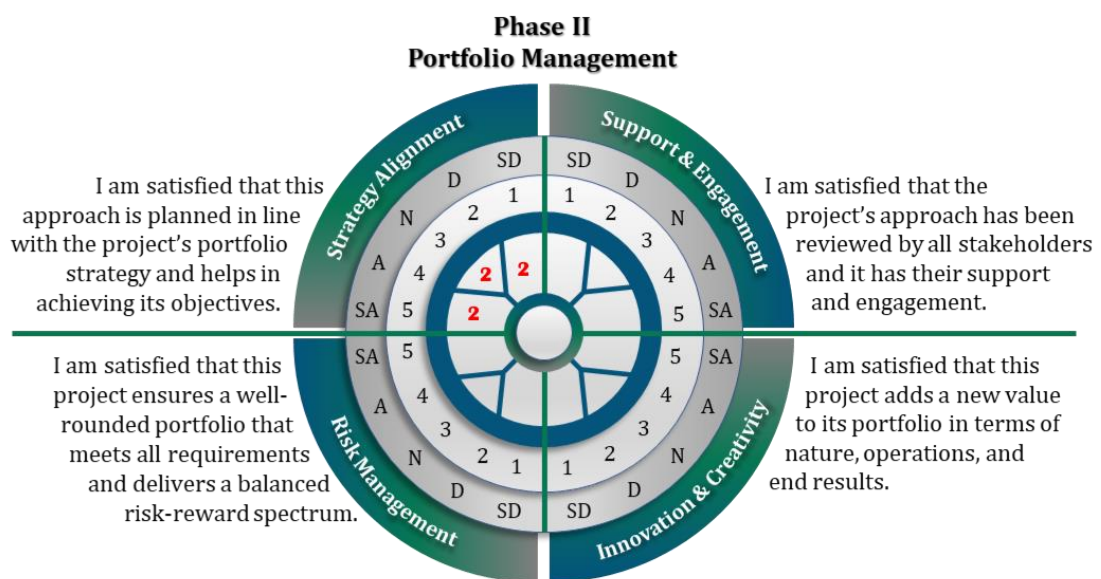 Phase II
Portfolio Management
Strategy Alignment
I am satisfied that this
approach is planned in line
with the project's portfolio
strategy and helps in
achieving its objectives.
SA
A
N
D
SD
5
4
3
2
1
2
2
2
Support & Engagement
I am satisfied that the
project's approach has been
reviewed by all stakeholders
and it has their support
and engagement.
SD
D
N
A
SA
1
2
3
4
5
Risk Management
I am satisfied that this
project ensures a well-
rounded portfolio that
meets all requirements
and delivers a balanced
risk-reward spectrum.
SA
A
N
D
SD
5
4
3
2
1
Innovation & Creativity
I am satisfied that this
project adds a new value
to its portfolio in terms of
nature, operations, and
end results.
SA
A
N
D
SD
5
4
3
2
1